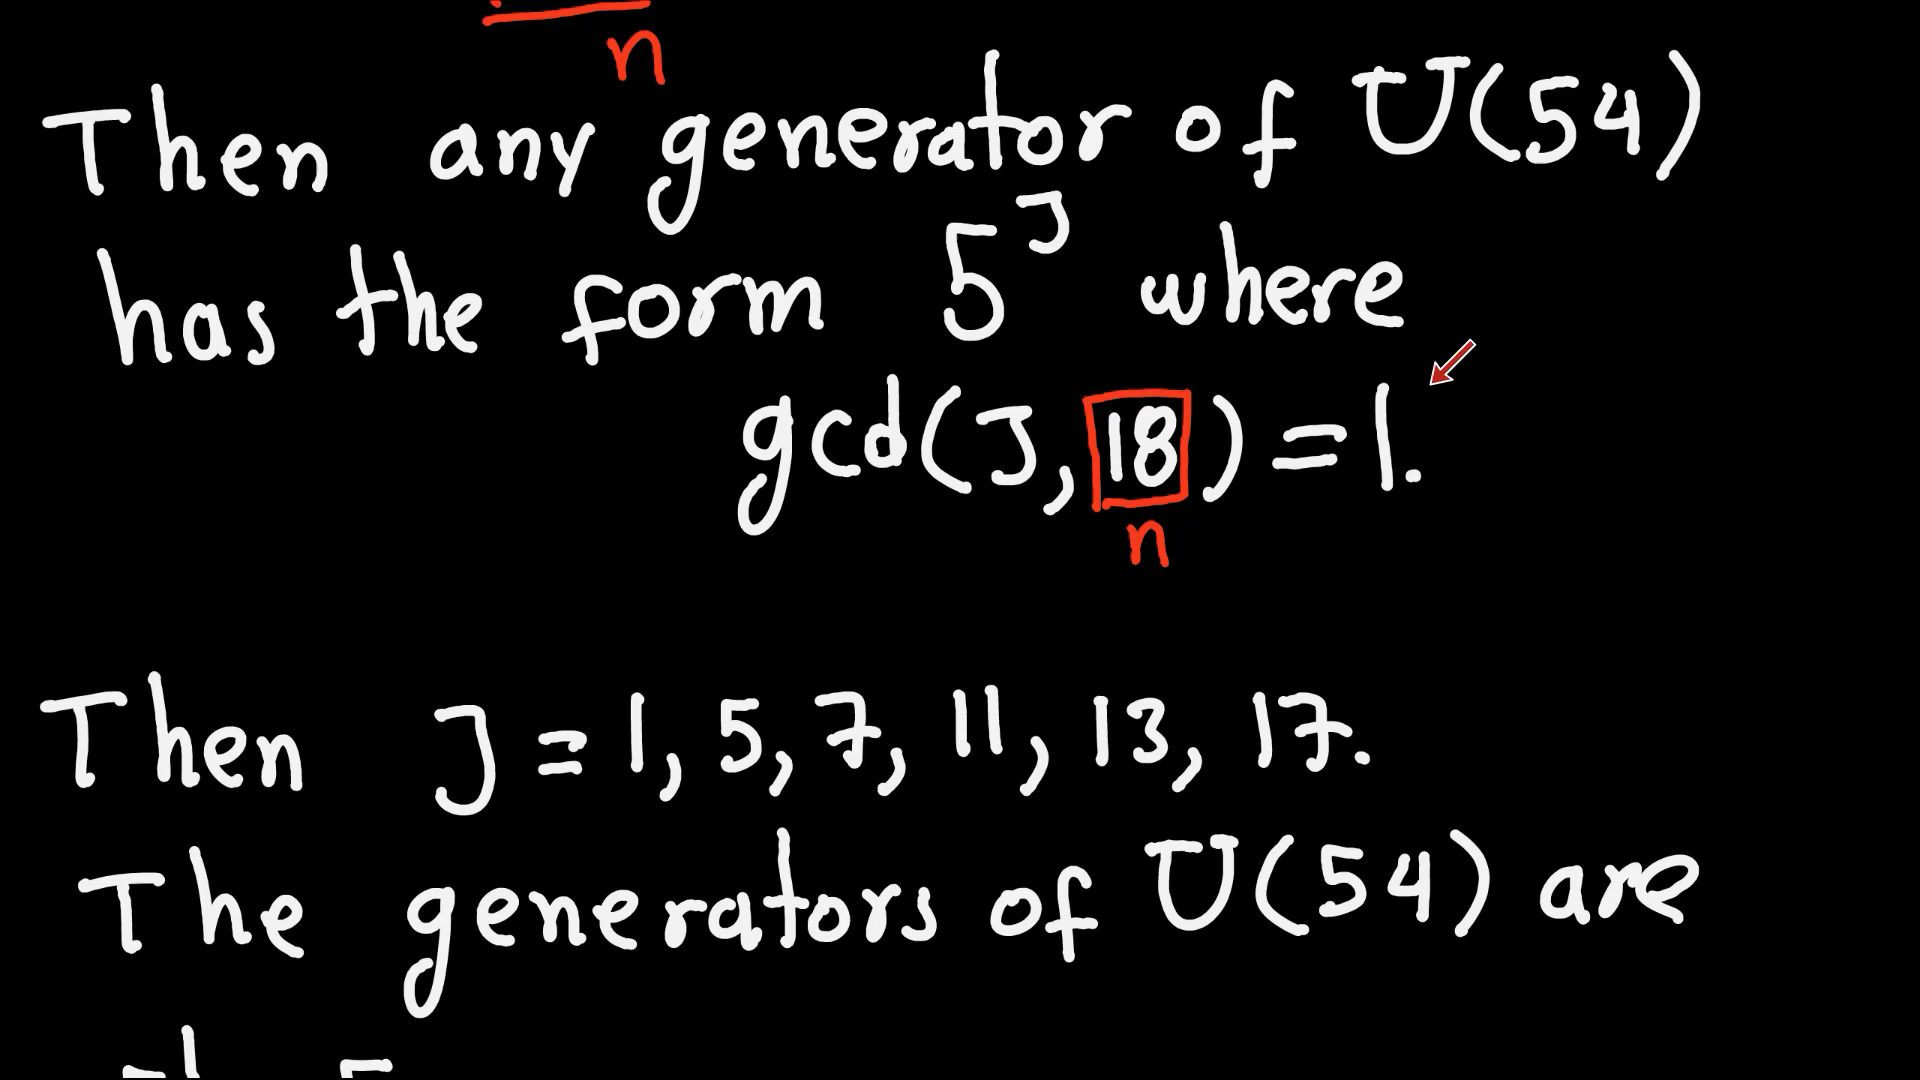 n
Then any generator of U(54)
has the form 5^J where
gcd(J, 18) = 1.
n
Then J = 1, 5, 7, 11, 13, 17.
The generators of U(54) are